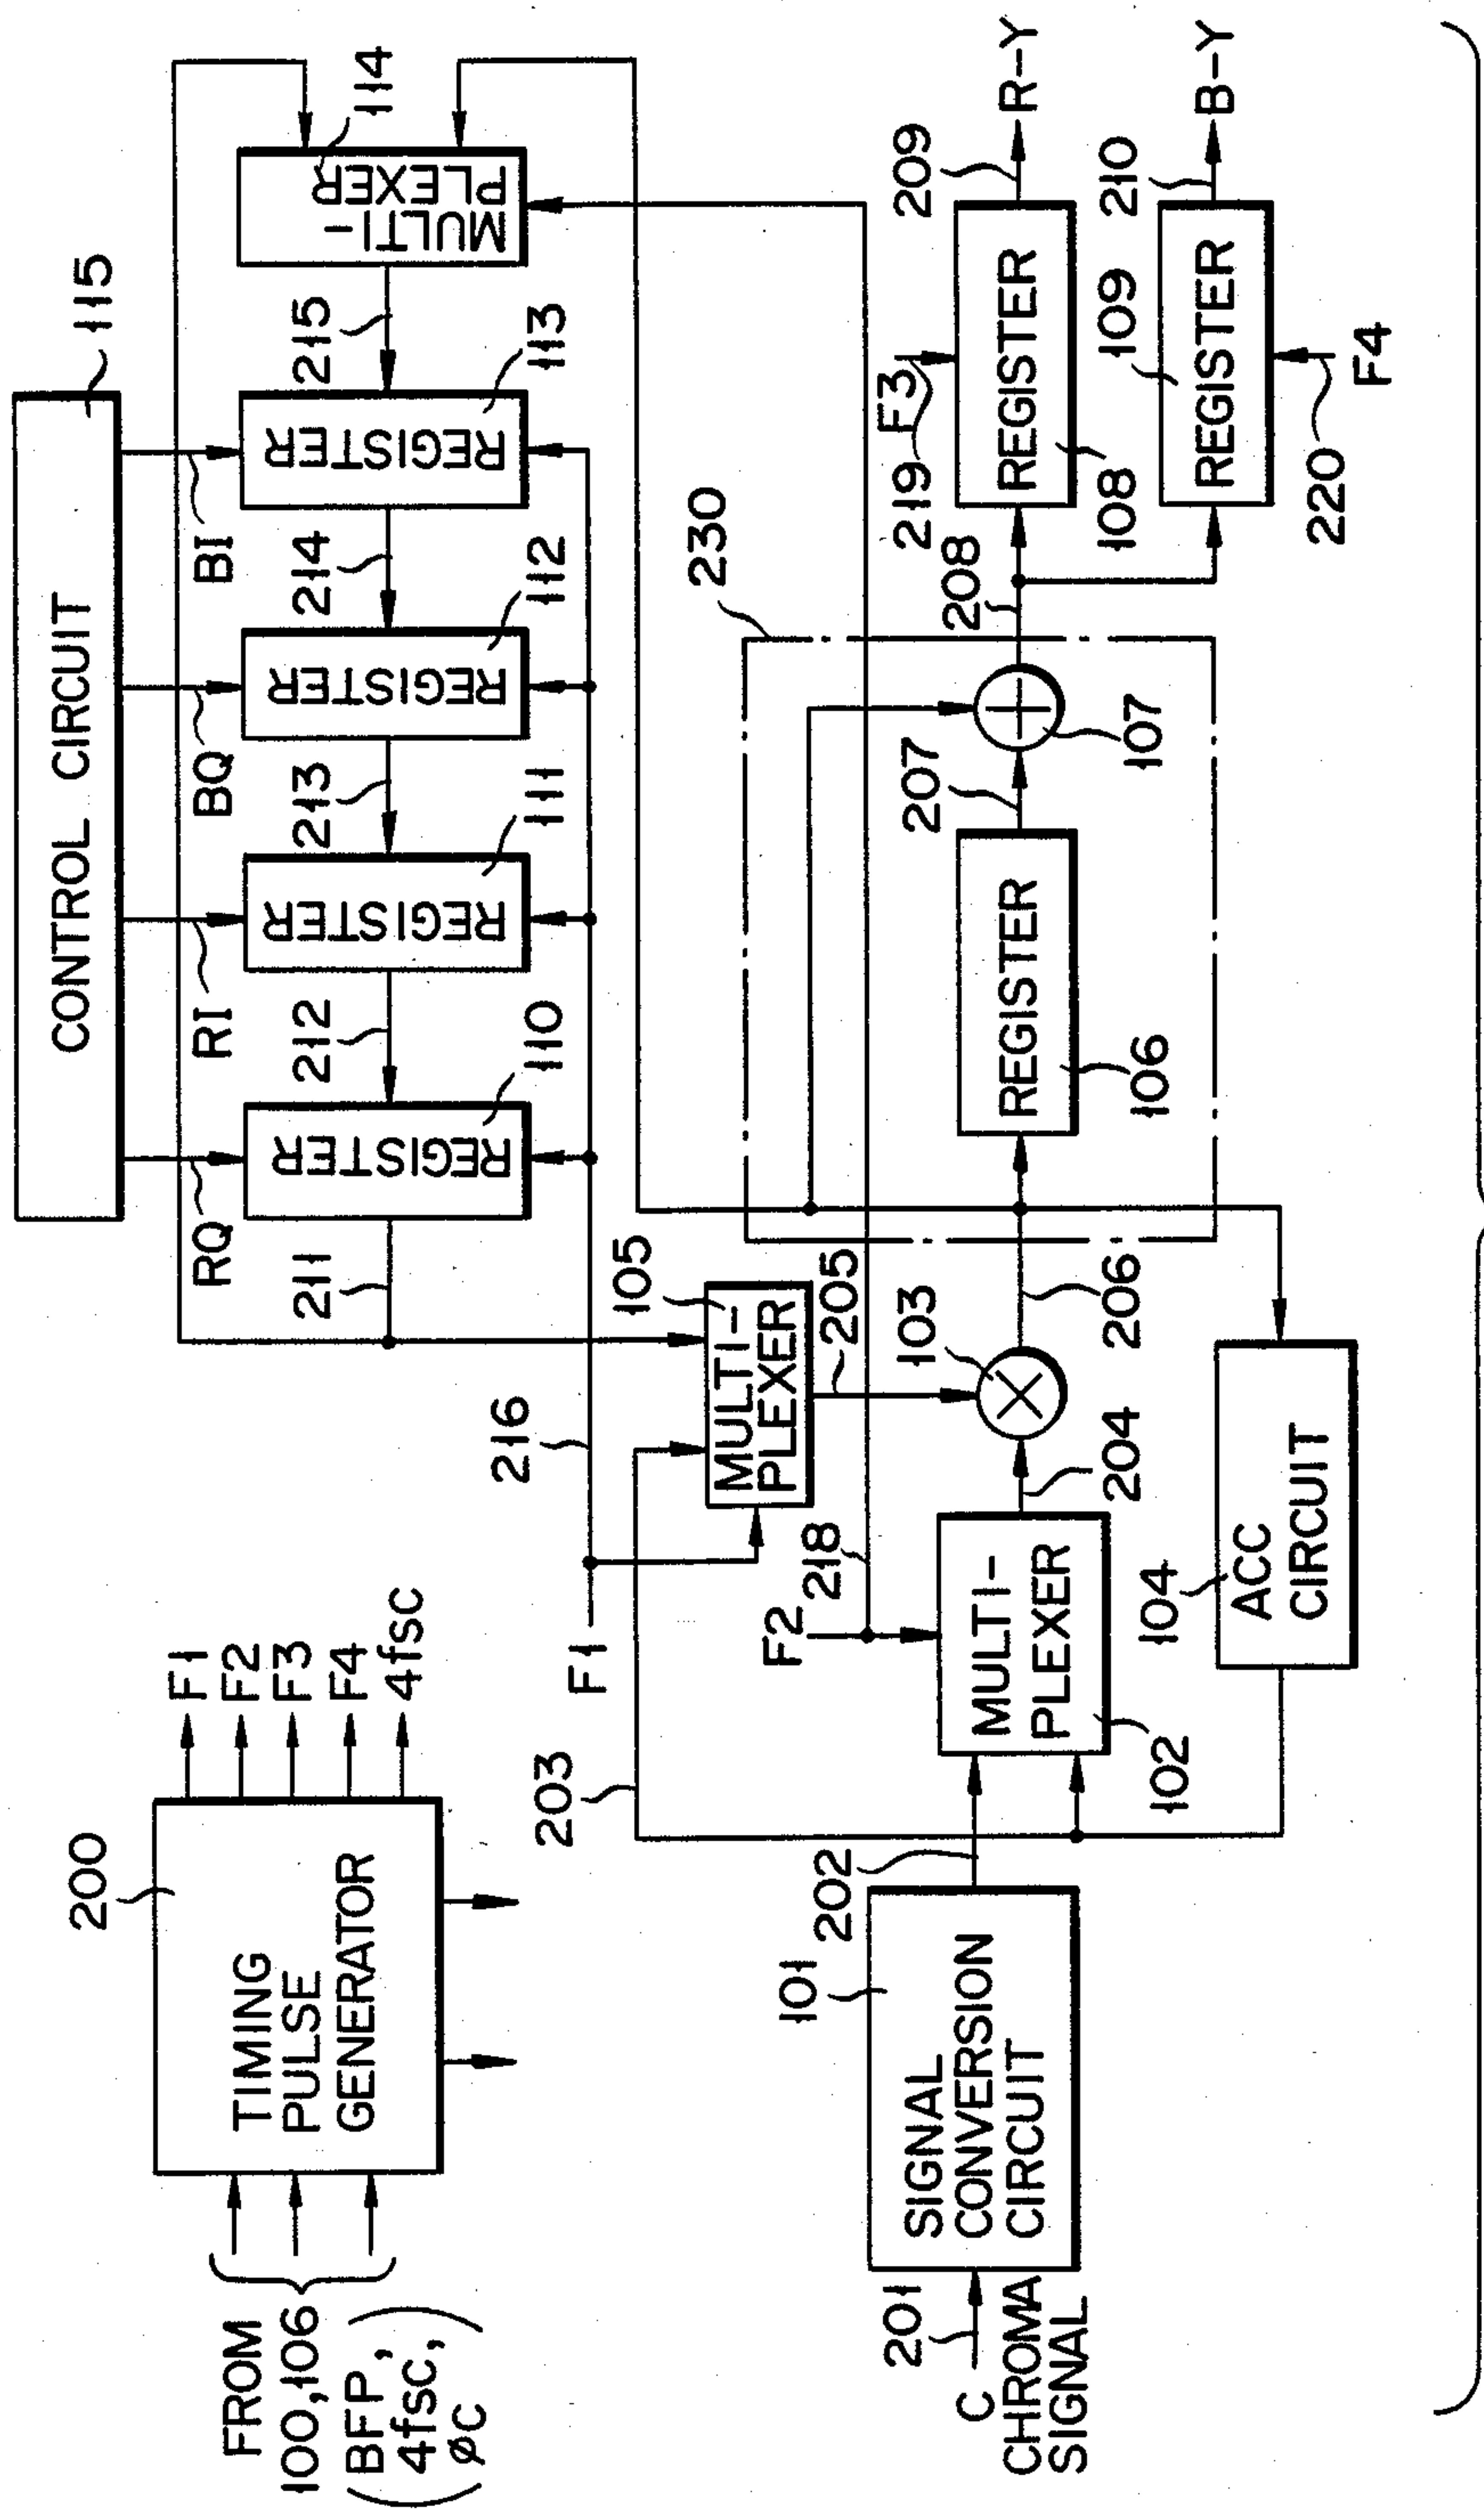 CONTROL CIRCUIT
115
RQ
RI
BQ
BI
REGISTER
REGISTER
REGISTER
REGISTER
MULTI-
PLEXER
114
211
212
110
213
111
214
112
215
113
200
TIMING
PULSE
GENERATOR
FROM
100,106
(BFP,
4fsc,
øC)
F1
F2
F3
F4
4fsc
F1
216
203
MULTI-
PLEXER
105
205
230
F2
218
101
202
SIGNAL
CONVERSION
CIRCUIT
201
C
CHROMA
SIGNAL
MULTI-
PLEXER
102
204
103
206
REGISTER
106
207
107
208
219
F3
REGISTER
108
209
R-Y
REGISTER
109
210
B-Y
220
F4
104
ACC
CIRCUIT